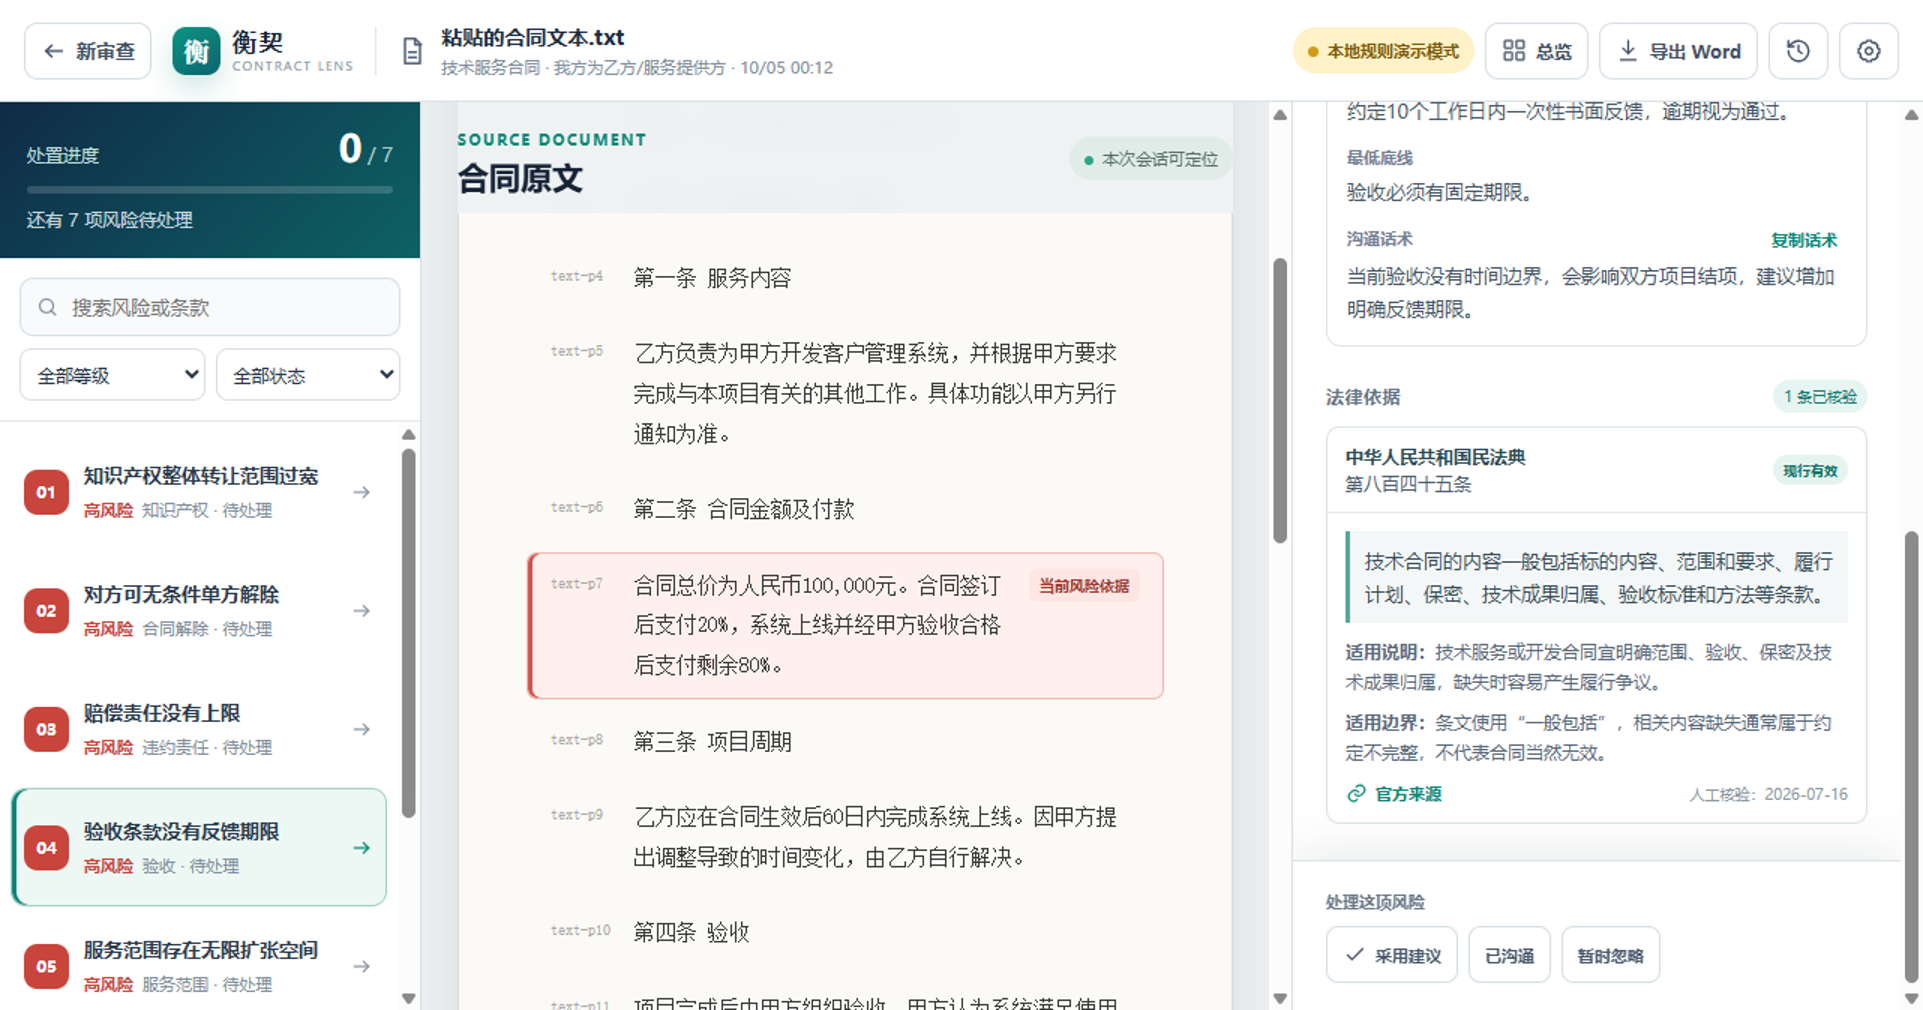 新审查
衡
衡契
CONTRACT LENS
粘贴的合同文本.txt
技术服务合同 · 我方为乙方/服务提供方 · 10/05 00:12
本地规则演示模式
总览
导出 Word
处置进度
0 / 7
还有 7 项风险待处理
搜索风险或条款
全部等级
全部状态
01
知识产权整体转让范围过宽
高风险 知识产权 · 待处理
02
对方可无条件单方解除
高风险 合同解除 · 待处理
03
赔偿责任没有上限
高风险 违约责任 · 待处理
04
验收条款没有反馈期限
高风险 验收 · 待处理
05
服务范围存在无限扩张空间
高风险 服务范围 · 待处理
SOURCE DOCUMENT
合同原文
本次会话可定位
text-p4 第一条 服务内容
text-p5 乙方负责为甲方开发客户管理系统，并根据甲方要求
完成与本项目有关的其他工作。具体功能以甲方另行
通知为准。
text-p6 第二条 合同金额及付款
text-p7 合同总价为人民币100,000元。合同签订
后支付20%，系统上线并经甲方验收合格
后支付剩余80%。
当前风险依据
text-p8 第三条 项目周期
text-p9 乙方应在合同生效后60日内完成系统上线。因甲方提
出调整导致的时间变化，由乙方自行解决。
text-p10 第四条 验收
text-p11 项目完成后由甲方组织验收，甲方认为系统满足使用
约定10个工作日内一次性书面反馈，逾期视为通过。
最低底线
验收必须有固定期限。
沟通话术
复制话术
当前验收没有时间边界，会影响双方项目结项，建议增加
明确反馈期限。
法律依据
1 条已核验
中华人民共和国民法典
第八百四十五条
现行有效
技术合同的内容一般包括标的内容、范围和要求、履行
计划、保密、技术成果归属、验收标准和方法等条款。
适用说明：技术服务或开发合同宜明确范围、验收、保密及技
术成果归属，缺失时容易产生履行争议。
适用边界：条文使用“一般包括”，相关内容缺失通常属于约
定不完整，不代表合同当然无效。
官方来源
人工核验：2026-07-16
处理这项风险
采用建议
已沟通
暂时忽略